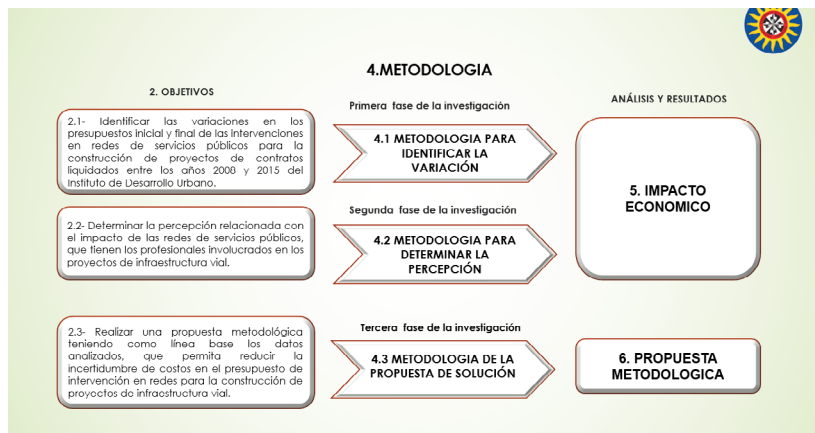 4.METODOLOGIA
2. OBJETIVOS
2.1- Identificar las variaciones en los
presupuestos inicial y final de las intervenciones
en redes de servicios públicos para la
construcción de proyectos de contratos
liquidados entre los años 2008 y 2015 del
Instituto de Desarrollo Urbano.
2.2- Determinar la percepción relacionada con
el impacto de las redes de servicios públicos,
que tienen los profesionales involucrados en los
proyectos de infraestructura vial.
2.3- Realizar una propuesta metodológica
teniendo como línea base los datos
analizados, que permita reducir la
incertidumbre de costos en el presupuesto de
intervención en redes para la construcción de
proyectos de infraestructura vial.
Primera fase de la investigación
4.1 METODOLOGIA PARA
IDENTIFICAR LA
VARIACIÓN
Segunda fase de la investigación
4.2 METODOLOGIA PARA
DETERMINAR LA
PERCEPCIÓN
Tercera fase de la investigación
4.3 METODOLOGIA DE LA
PROPUESTA DE SOLUCIÓN
ANÁLISIS Y RESULTADOS
5. IMPACTO
ECONOMICO
6. PROPUESTA
METODOLOGICA